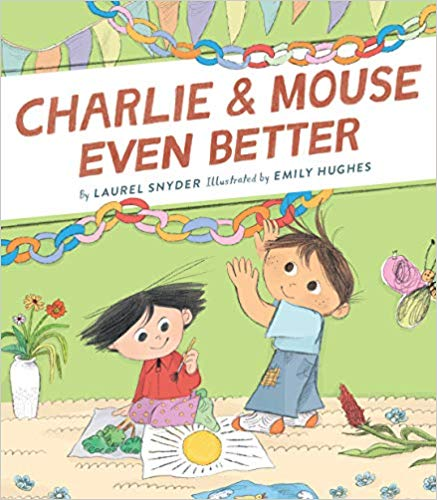 CHARLIE & MOUSE
EVEN BETTER
By LAUREL SNYDER Illustrated by EMILY HUGHES